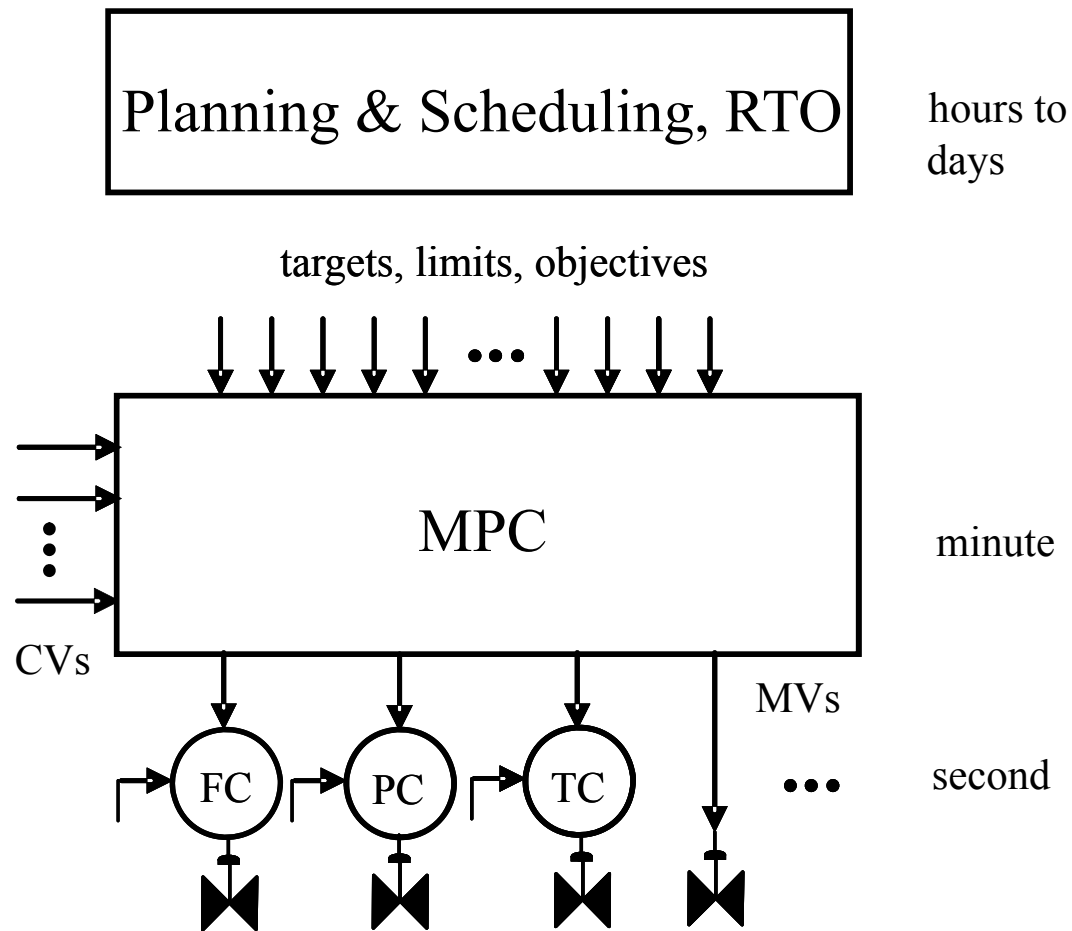 Planning & Scheduling, RTO
hours to
days
targets, limits, objectives
MPC
minute
CVs
MVs
FC
PC
TC
second